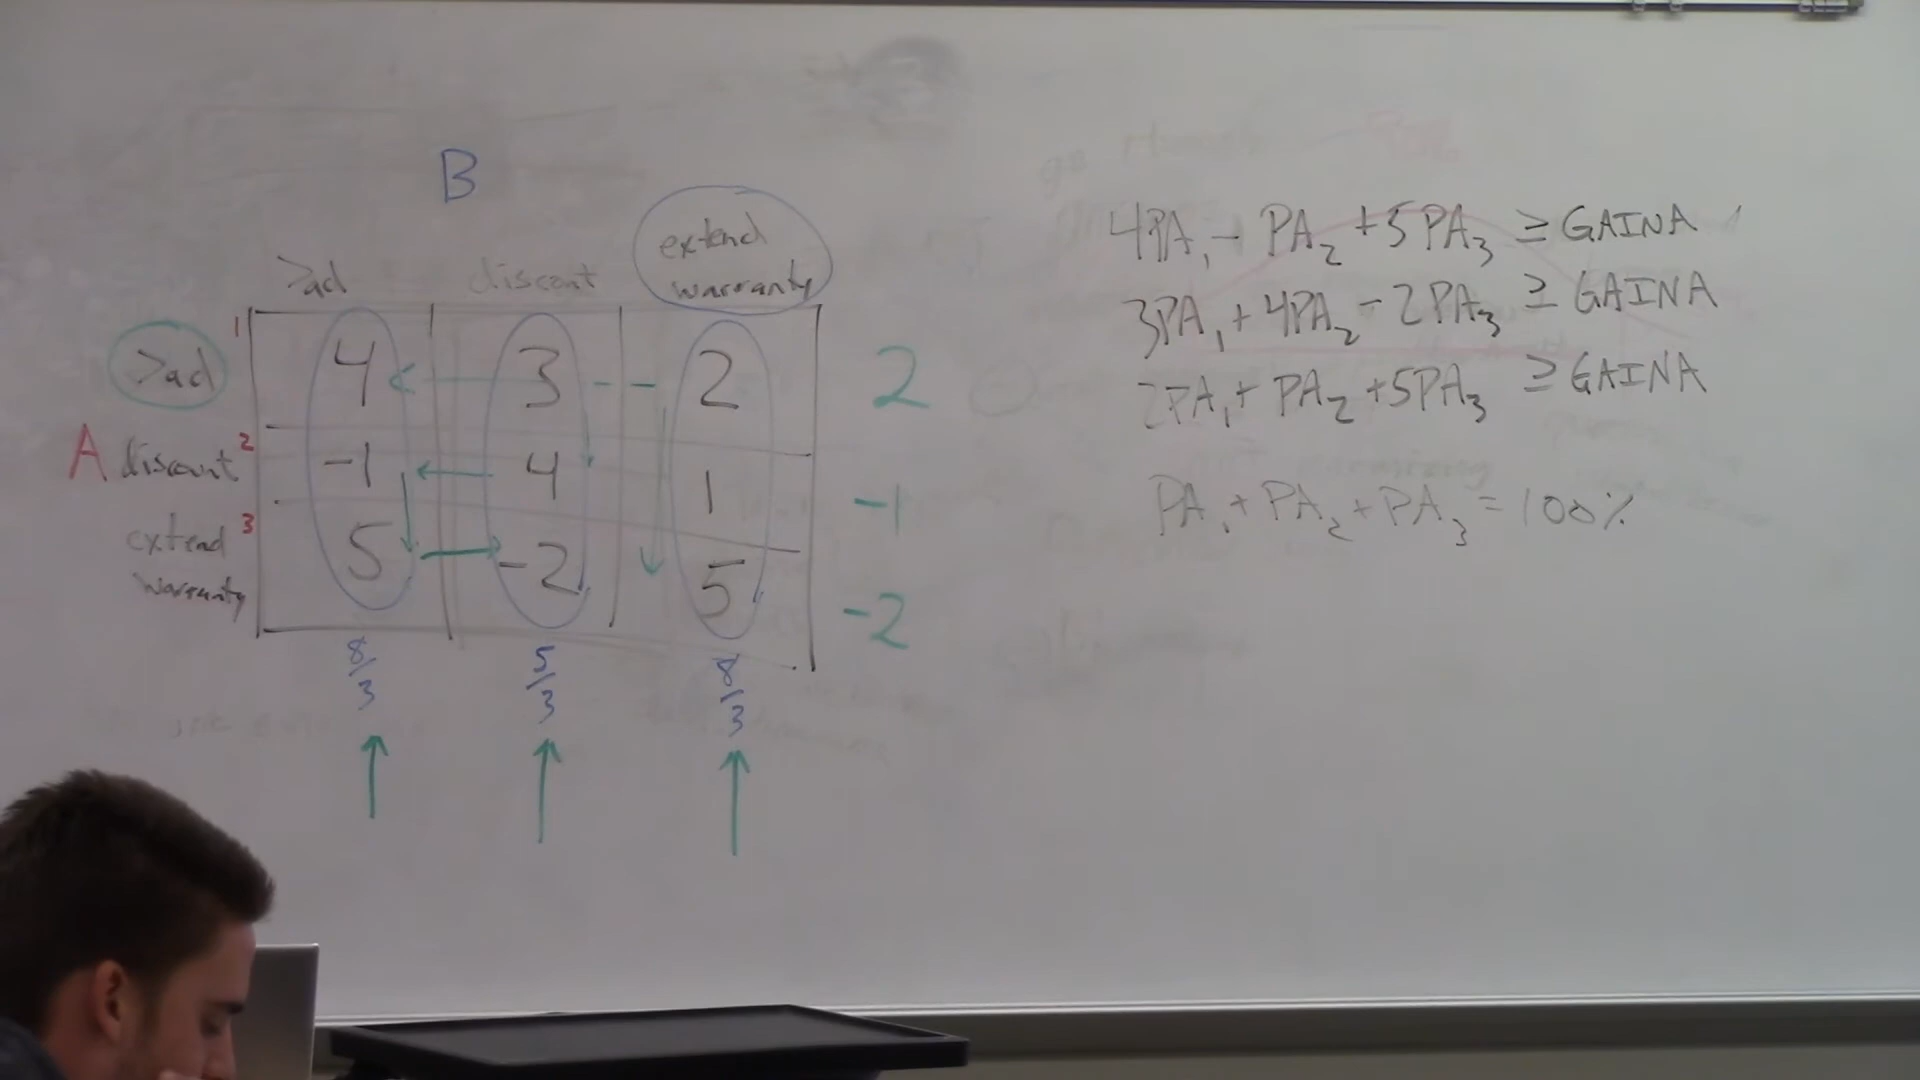 B
>ad discount extend warranty
1 >ad 4 < 3 2 2
A discount 2 -1 4 1 -1
extend warranty 3 5 -2 5 -2
8/3 5/3 8/3
4PA₁ - PA₂ + 5PA₃ ≥ GAINA
3PA₁ + 4PA₂ - 2PA₃ ≥ GAINA
2PA₁ + PA₂ + 5PA₃ ≥ GAINA
PA₁ + PA₂ + PA₃ = 100%